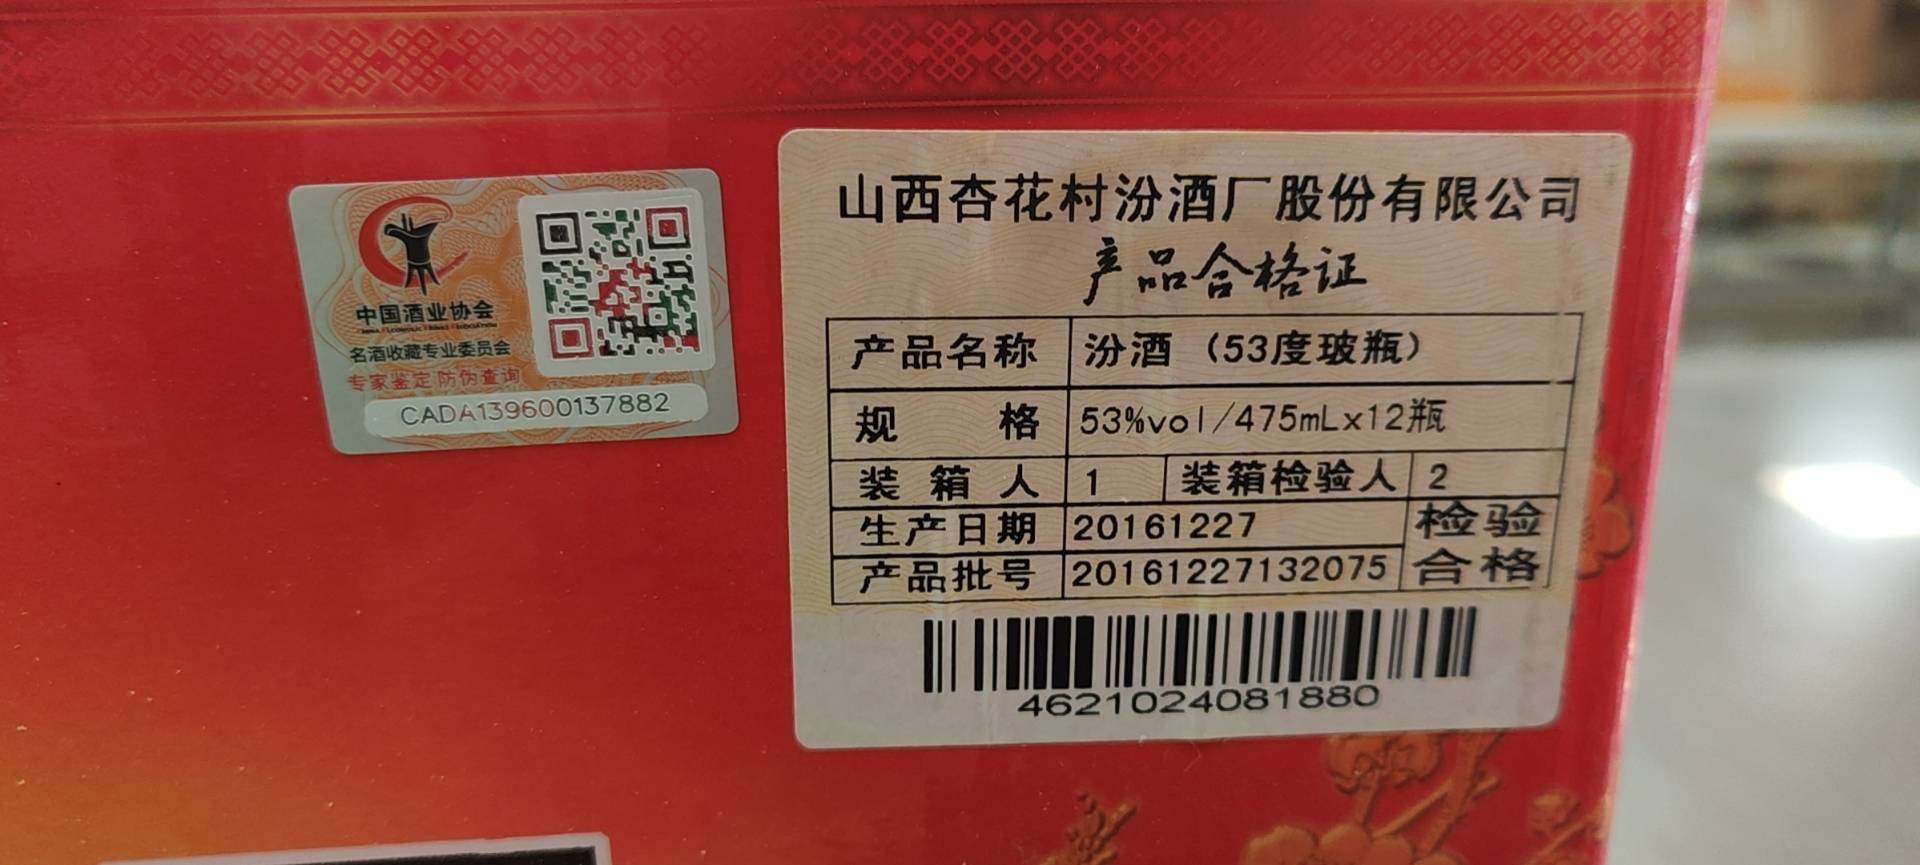 中国酒业协会
名酒收藏专业委员会
专家鉴定 防伪查询
CADA139600137882
山西杏花村汾酒厂股份有限公司
产品合格证
产品名称 汾酒（53度玻瓶）
规格 53%vol/475mLx12瓶
装箱人 1 装箱检验人 2
生产日期 20161227 检验
产品批号 20161227132075 合格
4621024081880